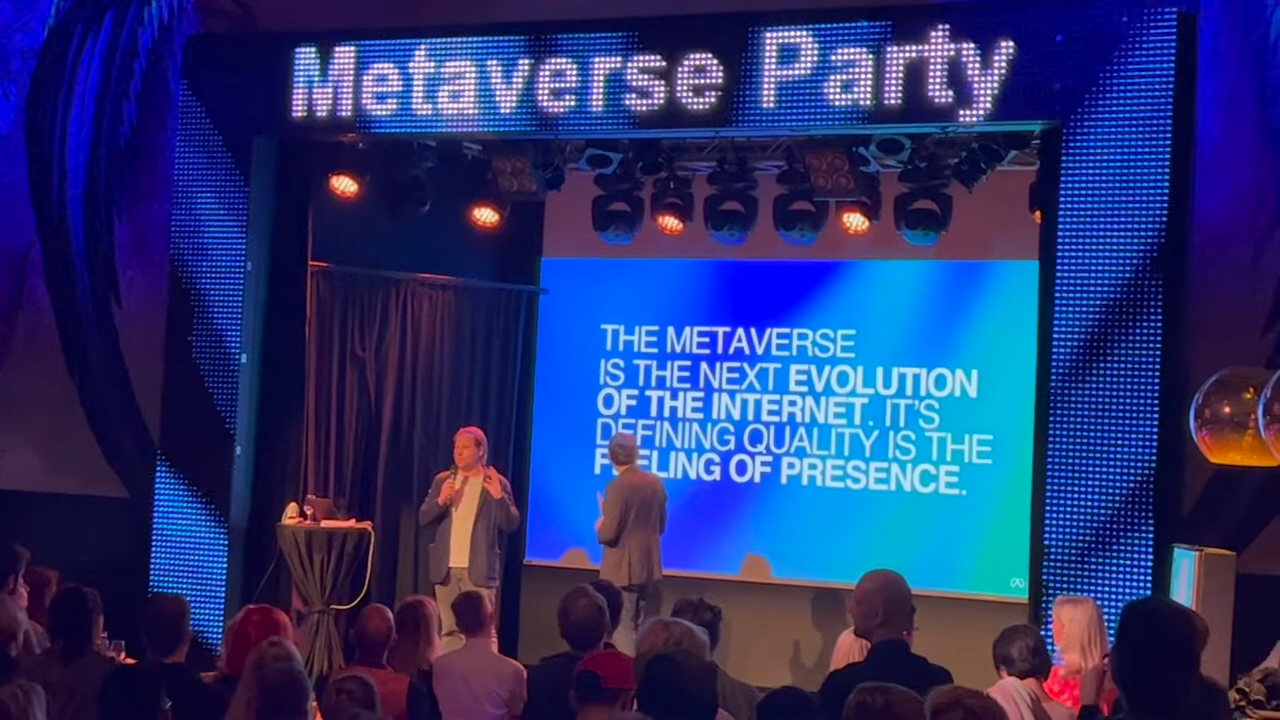 Metaverse Party
THE METAVERSE
IS THE NEXT EVOLUTION
OF THE INTERNET. IT'S
DEFINING QUALITY IS THE
FEELING OF PRESENCE.